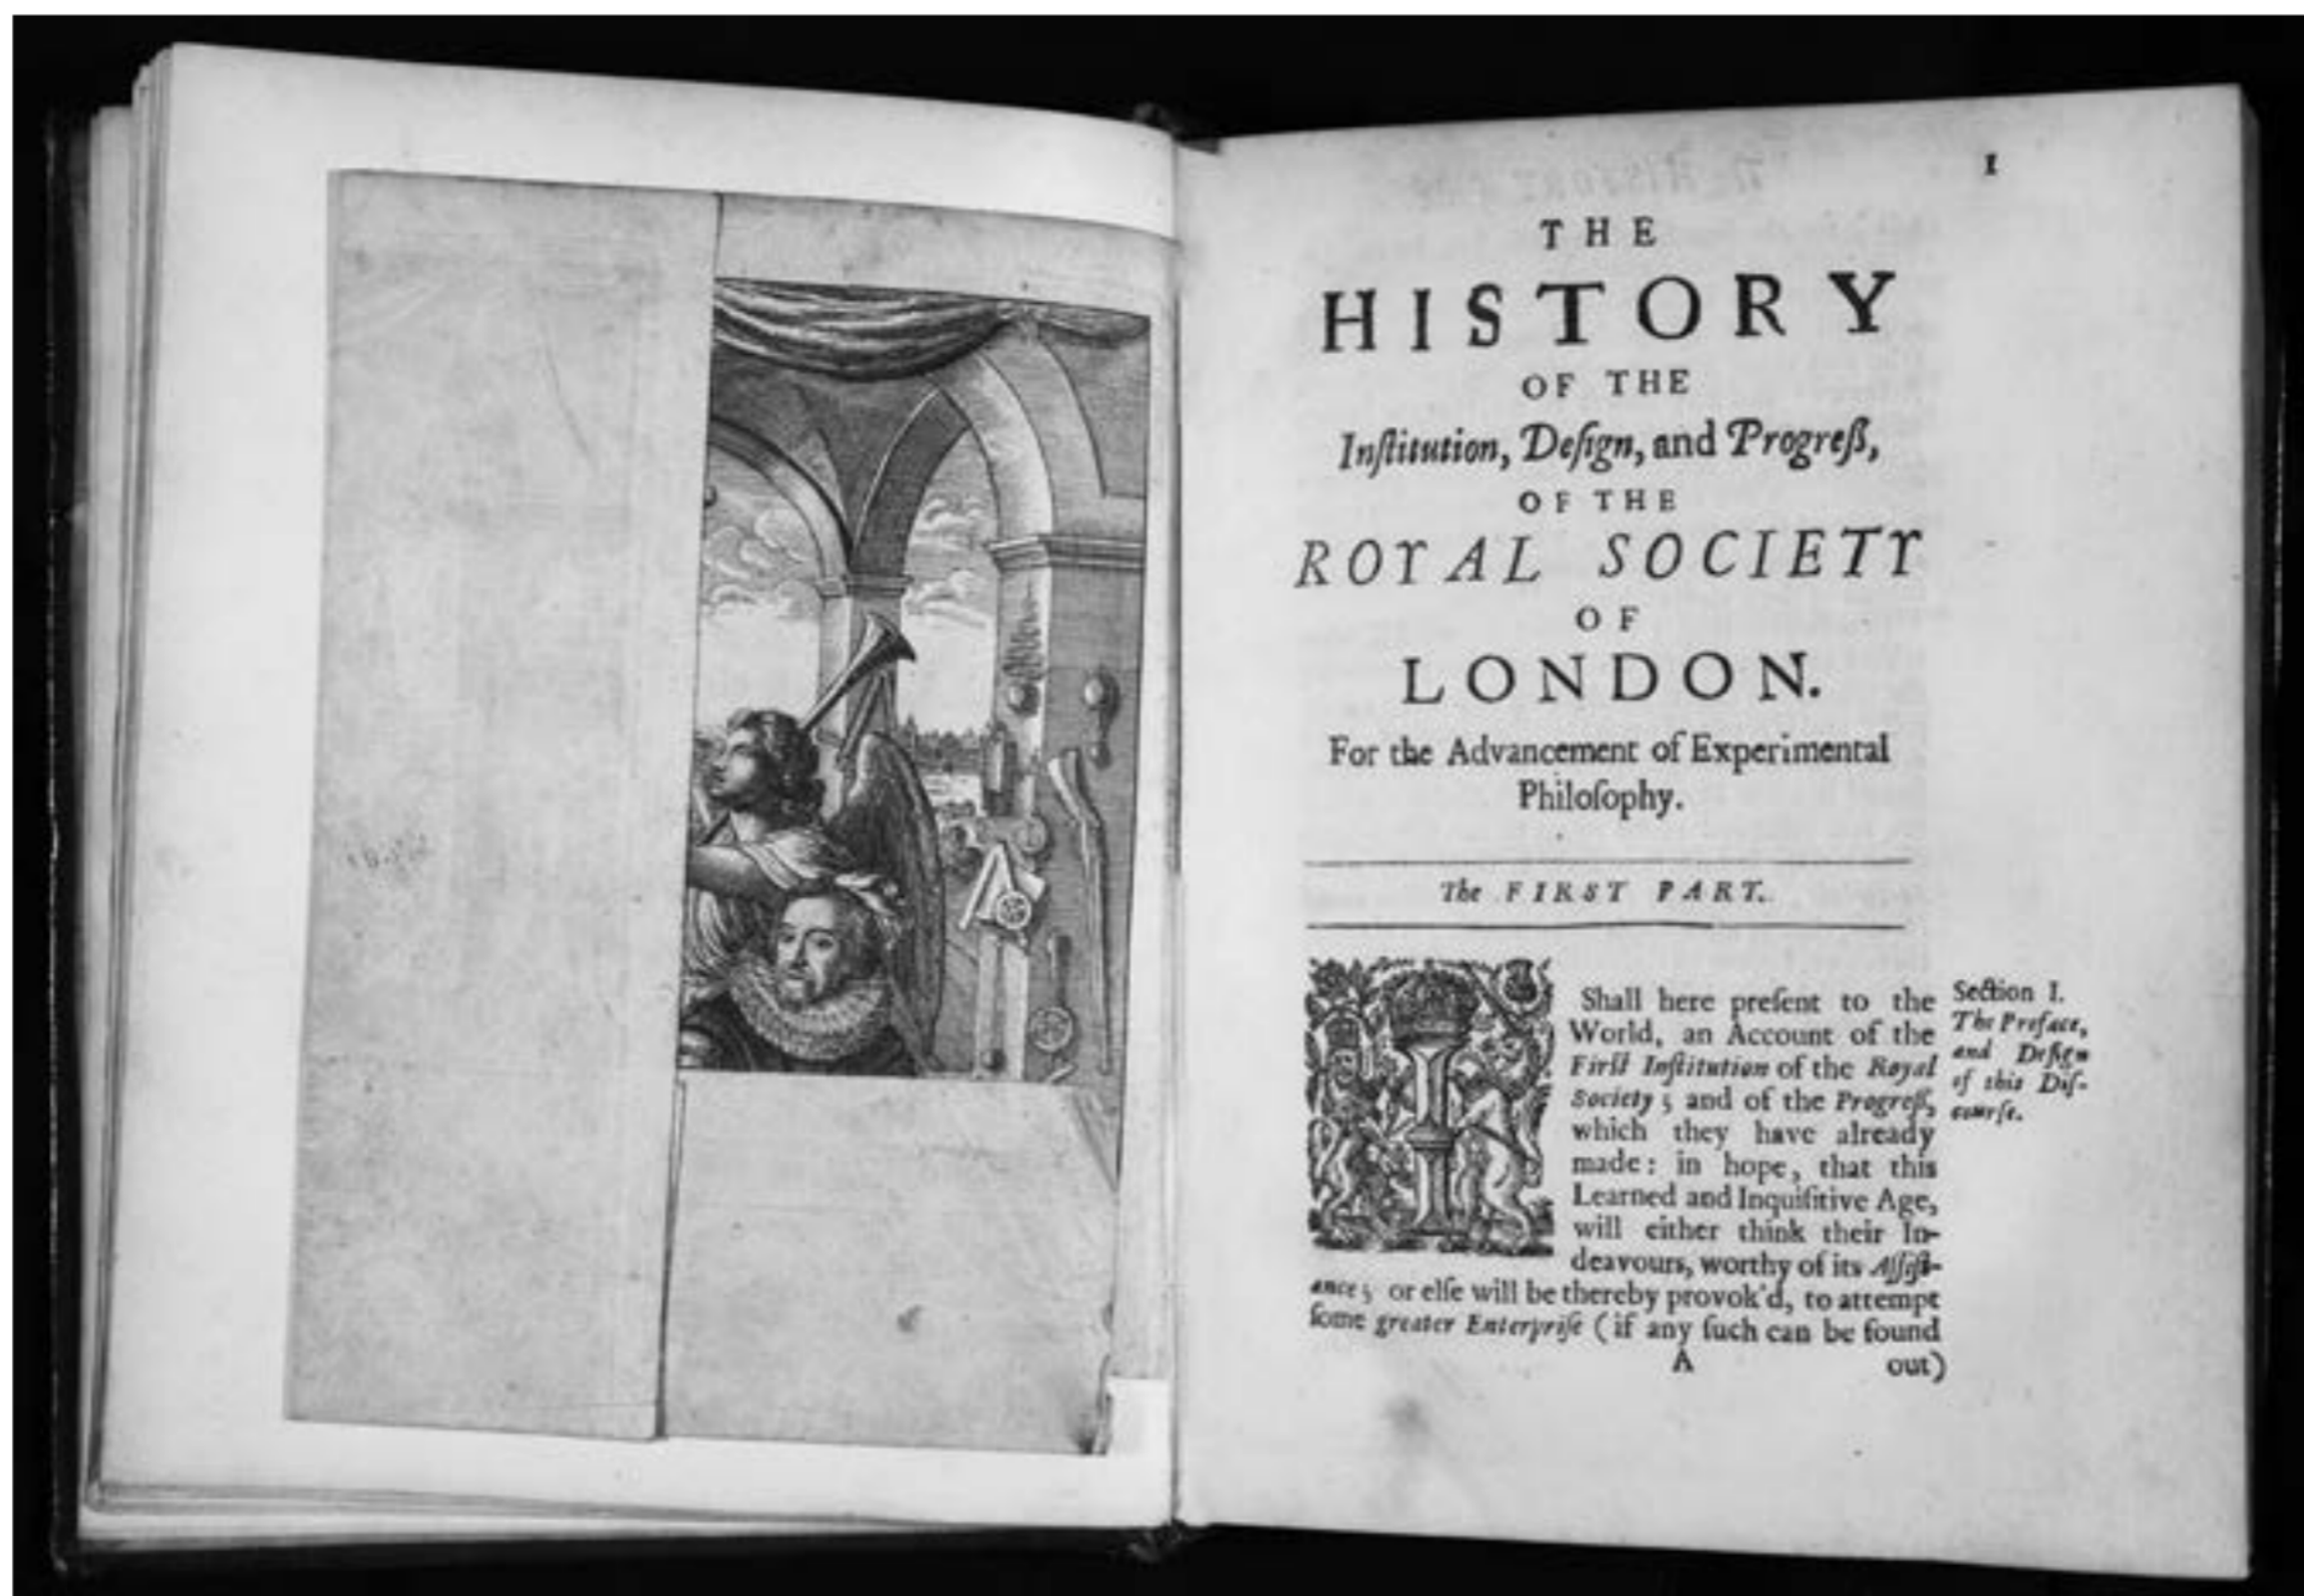 1
THE
HISTORY
OF THE
Inſtitution, Deſign, and Progreß,
OF THE
ROYAL SOCIETY
OF
LONDON.
For the Advancement of Experimental
Philoſophy.
The FIRST PART.
I Shall here preſent to the
World, an Account of the
Firſt Inſtitution of the Royal
Society; and of the Progreß,
which they have already
made: in hope, that this
Learned and Inquiſitive Age,
will either think their In-
deavours, worthy of its Aſſiſt-
ance; or elſe will be thereby provok'd, to attempt
ſome greater Enterpriſe (if any ſuch can be found
A out)
Section I.
The Preface,
and Deſign
of this Diſ-
courſe.